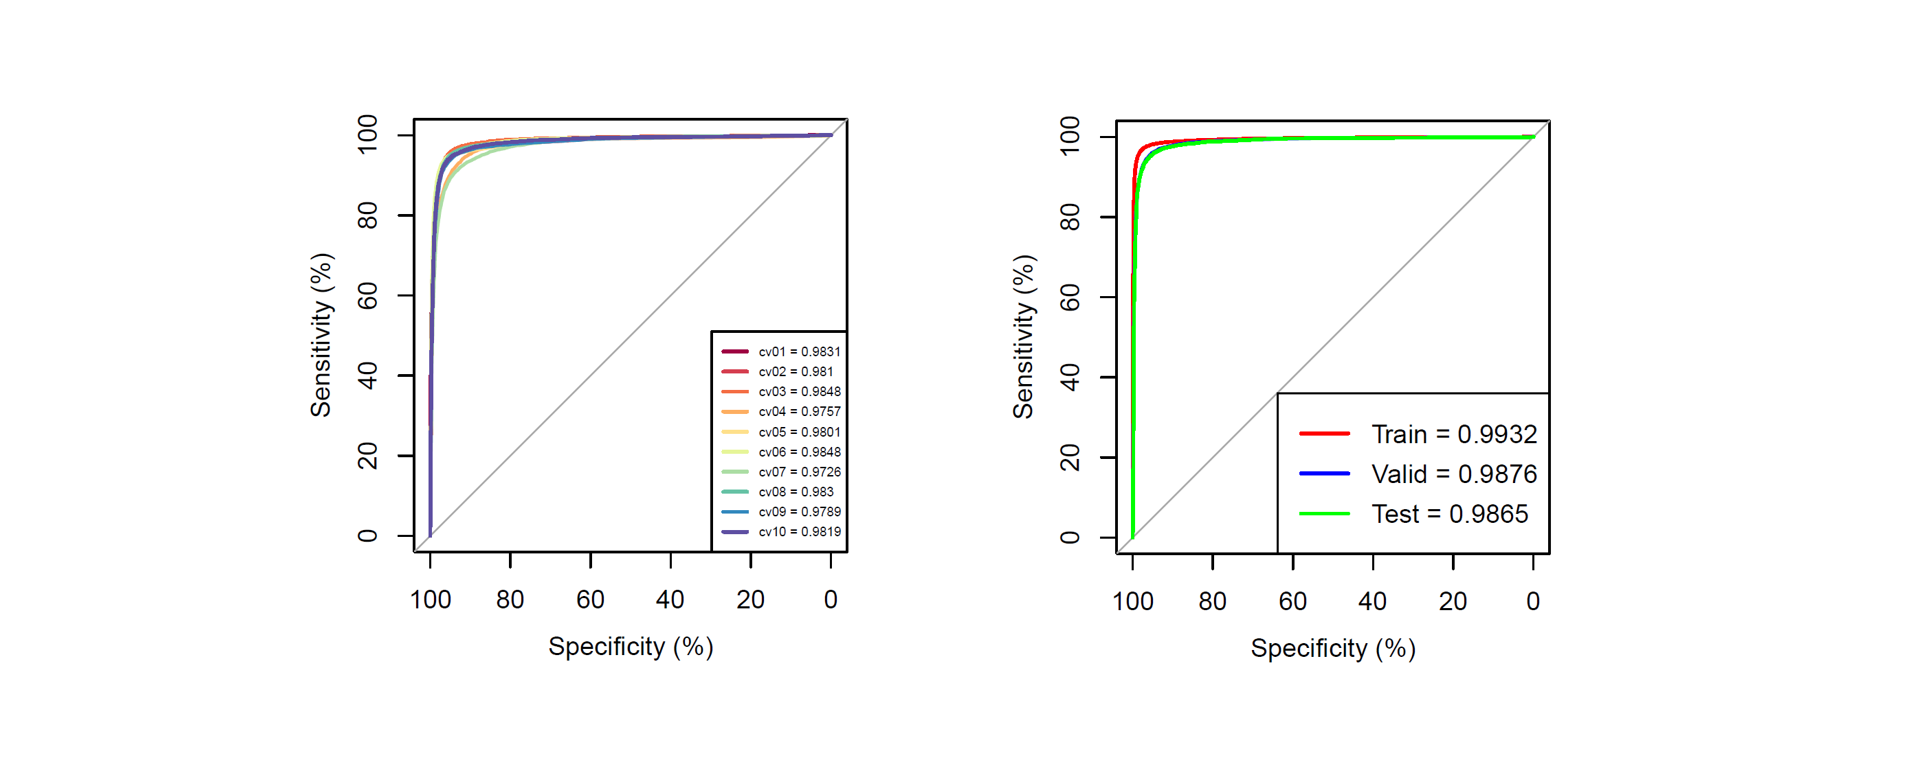 100
80
60
40
20
0
Sensitivity (%)
cv01 = 0.9831
cv02 = 0.981
cv03 = 0.9848
cv04 = 0.9757
cv05 = 0.9801
cv06 = 0.9848
cv07 = 0.9726
cv08 = 0.983
cv09 = 0.9789
cv10 = 0.9819
100 80 60 40 20 0
Specificity (%)
100
80
60
40
20
0
Sensitivity (%)
Train = 0.9932
Valid = 0.9876
Test = 0.9865
100 80 60 40 20 0
Specificity (%)